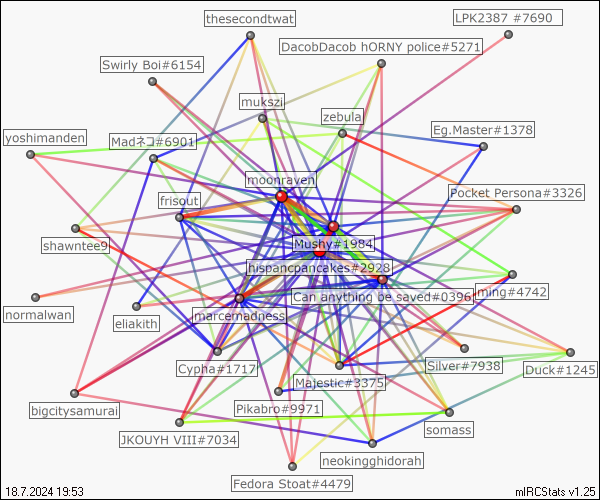 thesecondtwat
LPK2387 #7690
DacobDacob hORNY police#5271
Swirly Boi#6154
mukszi
zebula
Eg.Master#1378
yoshimanden
Madネコ#6901
moonraven
Pocket Persona#3326
frisout
shawntee9
Mushy#1984
hispancpancakes#2928
Can anything be saved#0396
ming#4742
normalwan
eliakith
marcemadness
Cypha#1717
Majestic#3375
Silver#7938
Duck#1245
bigcitysamurai
Pikabro#9971
somass
JKOUYH VIII#7034
neokingghidorah
Fedora Stoat#4479
18.7.2024 19:53
mIRCStats v1.25